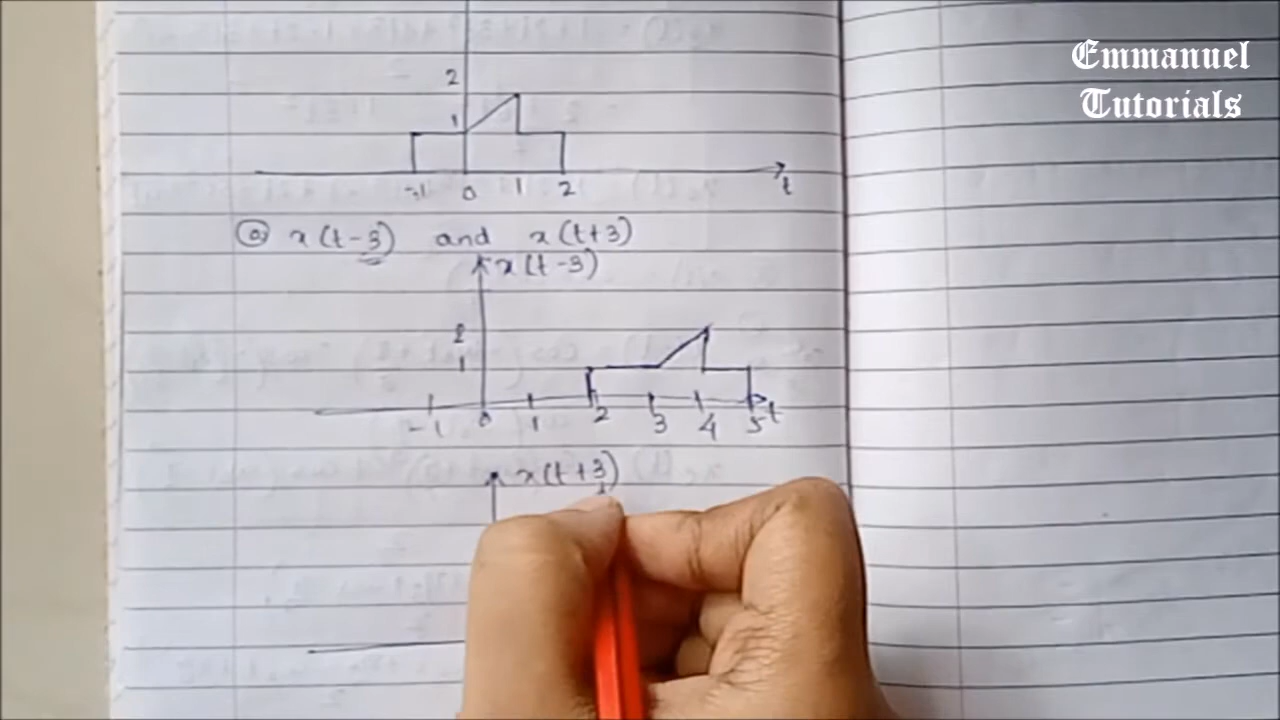 Emmanuel
Tutorials
2
1
-1 0 1 2 t
(a) x(t-3) and x(t+3)
x(t-3)
2
1
-1 0 1 2 3 4 5 t
x(t+3)